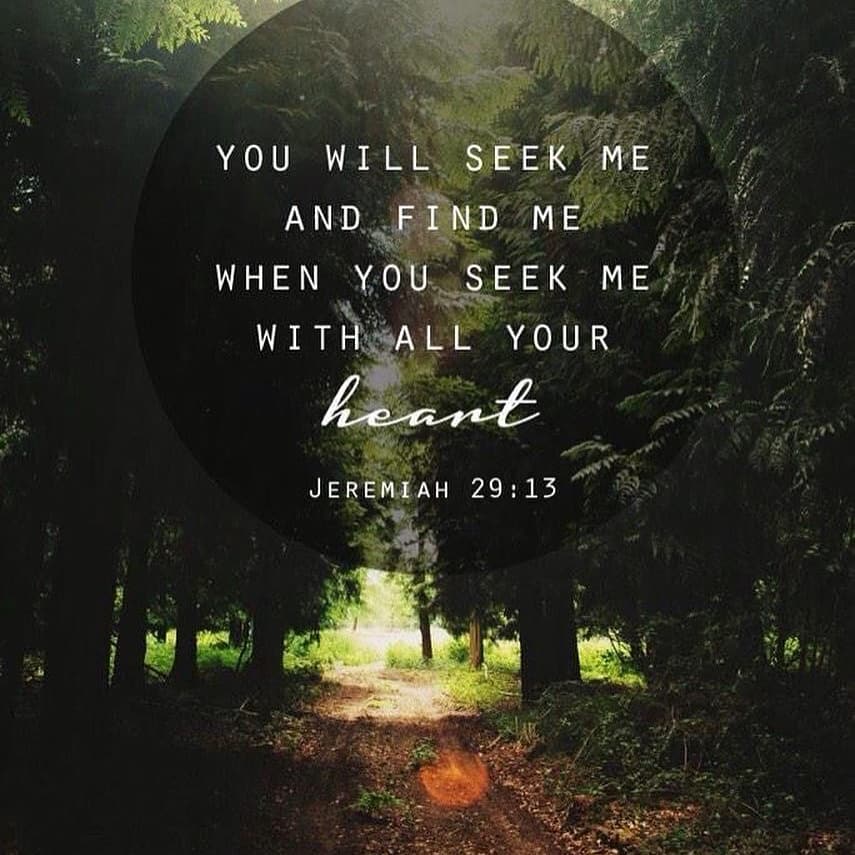 YOU WILL SEEK ME
AND FIND ME
WHEN YOU SEEK ME
WITH ALL YOUR
heart
JEREMIAH 29:13